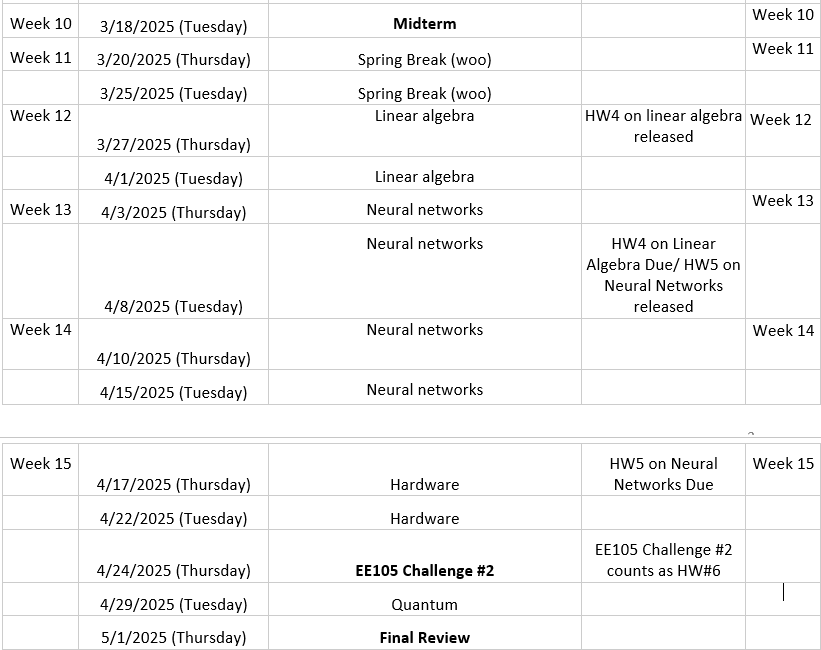 Week 10 3/18/2025 (Tuesday) Midterm Week 10
Week 11 3/20/2025 (Thursday) Spring Break (woo) Week 11
3/25/2025 (Tuesday) Spring Break (woo)
Week 12 3/27/2025 (Thursday) Linear algebra HW4 on linear algebra released Week 12
4/1/2025 (Tuesday) Linear algebra
Week 13 4/3/2025 (Thursday) Neural networks Week 13
4/8/2025 (Tuesday) Neural networks HW4 on Linear Algebra Due/ HW5 on Neural Networks released
Week 14 4/10/2025 (Thursday) Neural networks Week 14
4/15/2025 (Tuesday) Neural networks
Week 15 4/17/2025 (Thursday) Hardware HW5 on Neural Networks Due Week 15
4/22/2025 (Tuesday) Hardware
4/24/2025 (Thursday) EE105 Challenge #2 EE105 Challenge #2 counts as HW#6
4/29/2025 (Tuesday) Quantum
5/1/2025 (Thursday) Final Review